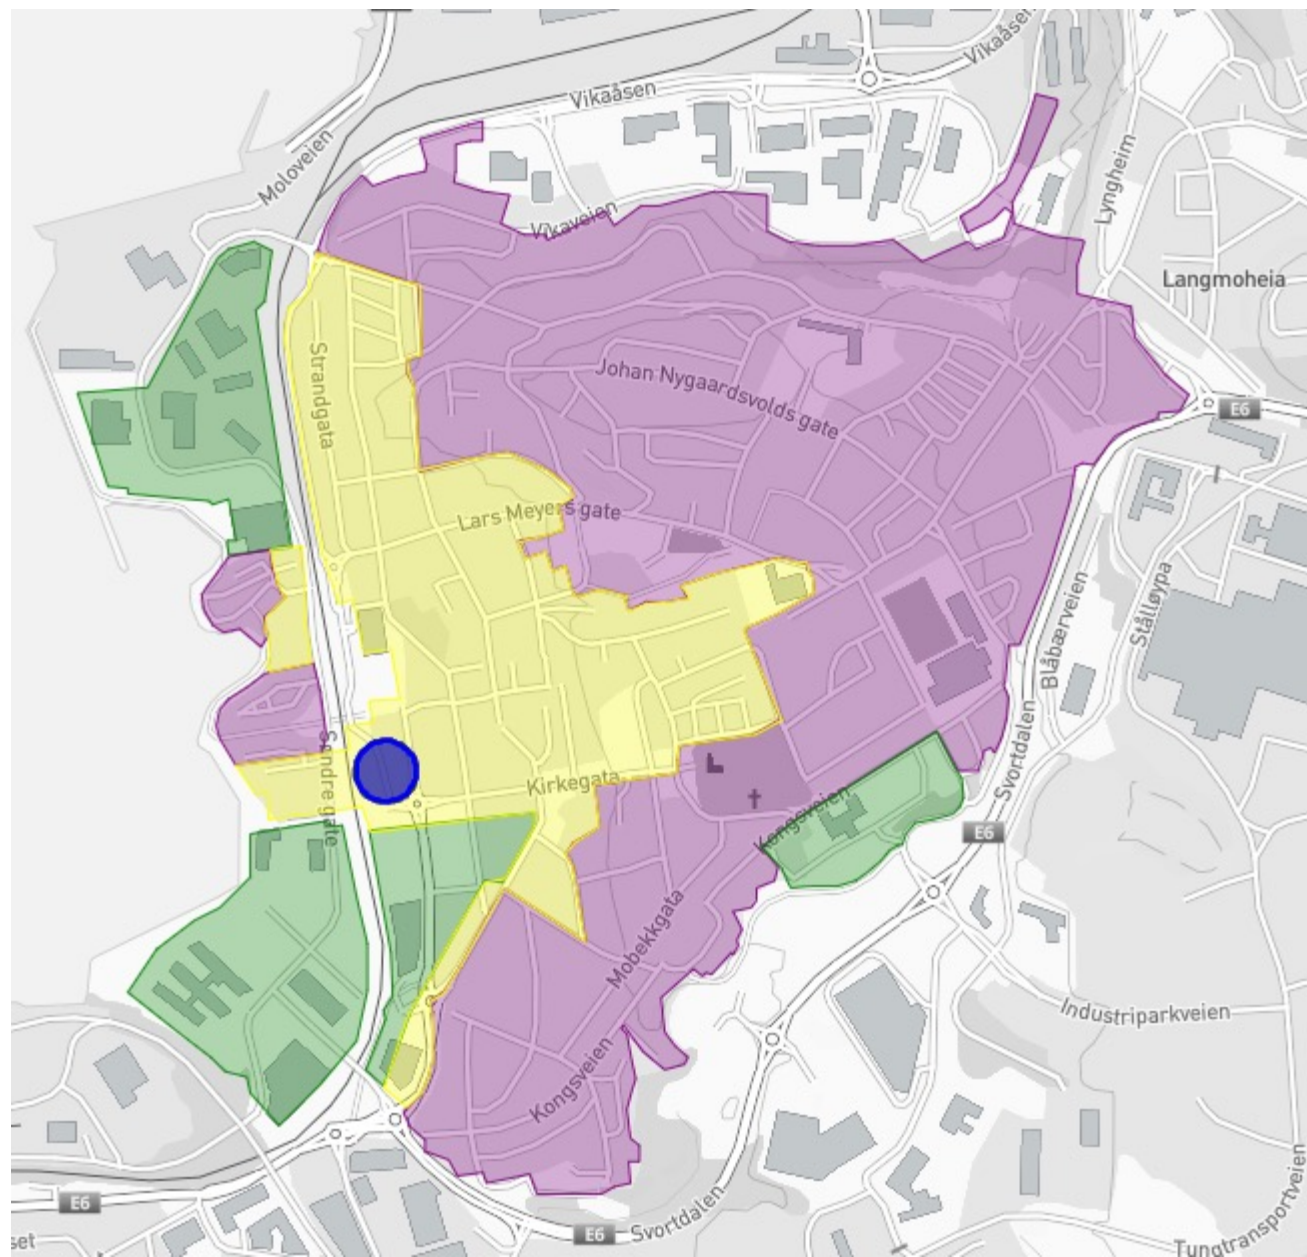 Vikaåsen
Vikaåsen
Moloveien
Lyngheim
Vikaveien
Langmoheia
Strandgata
Johan Nygaardsvolds gate
E6
Lars Meyers gate
Blåbærveien
Stålløypa
Søndre gate
Kirkegata
Svortdalen
Kongsveien
E6
Mobekkgata
Industriparkveien
Kongsveien
E6
Svortdalen
E6
set
Tungtransportveien